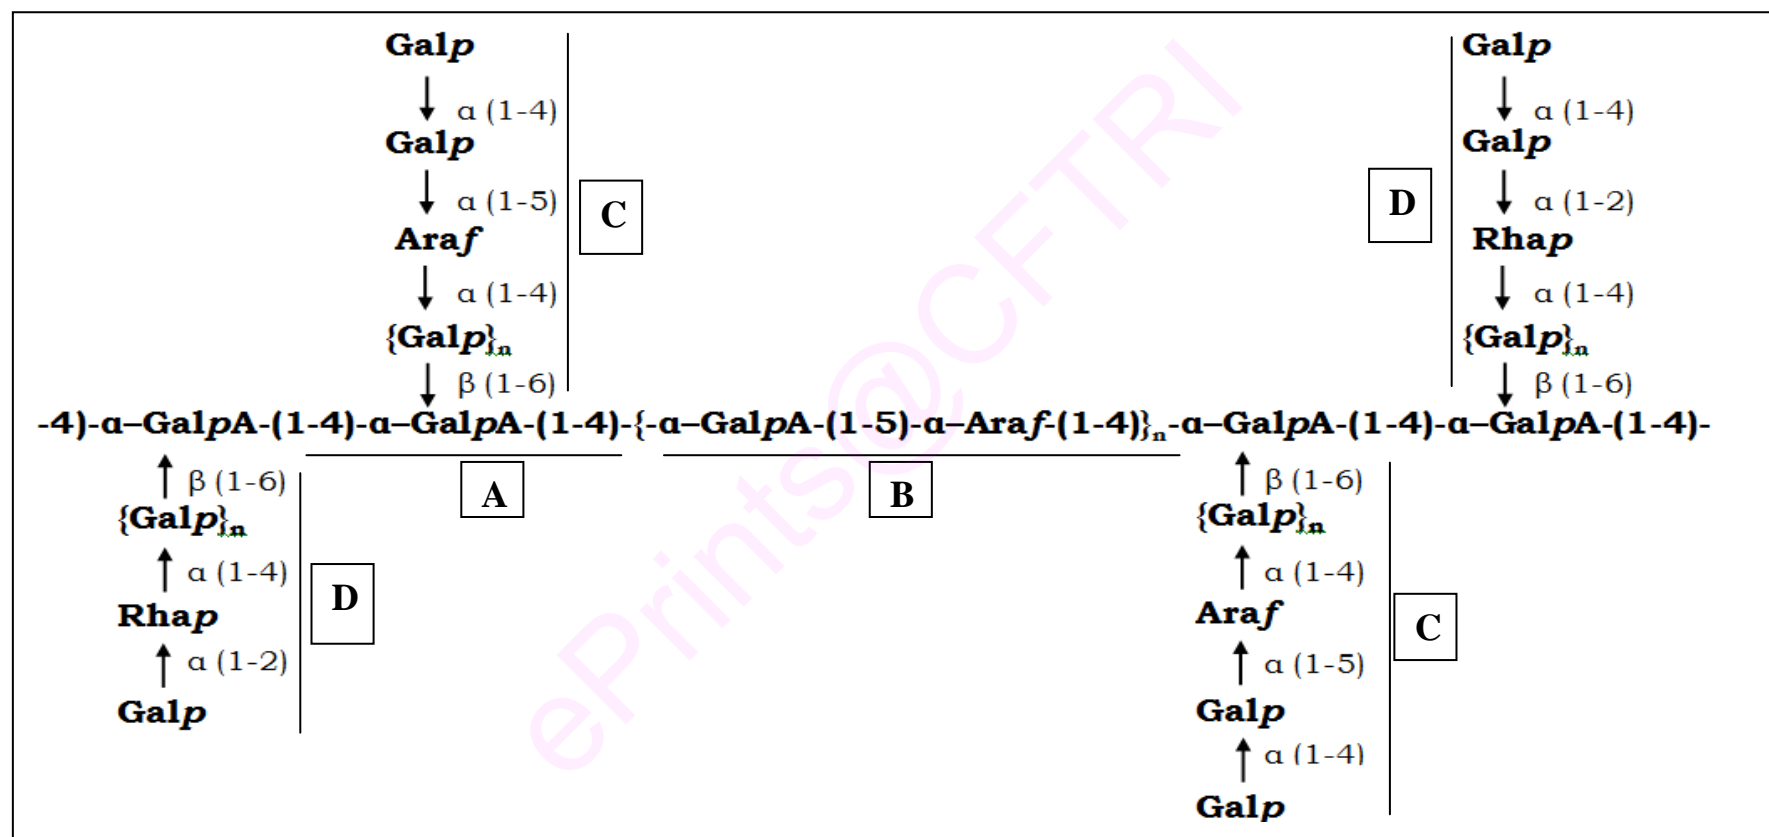 Galp Galp
α (1-4) α (1-4)
Galp Galp
α (1-5) C D α (1-2)
Araf Rhap
α (1-4) α (1-4)
{Galp}n {Galp}n
β (1-6) β (1-6)
-4)-α–GalpA-(1-4)-α–GalpA-(1-4)-{-α–GalpA-(1-5)-α–Araf-(1-4)}n-α–GalpA-(1-4)-α–GalpA-(1-4)-
β (1-6) A B β (1-6)
{Galp}n {Galp}n
α (1-4) D α (1-4)
Rhap Araf C
α (1-2) α (1-5)
Galp Galp
α (1-4)
Galp
ePrints@CFTRI